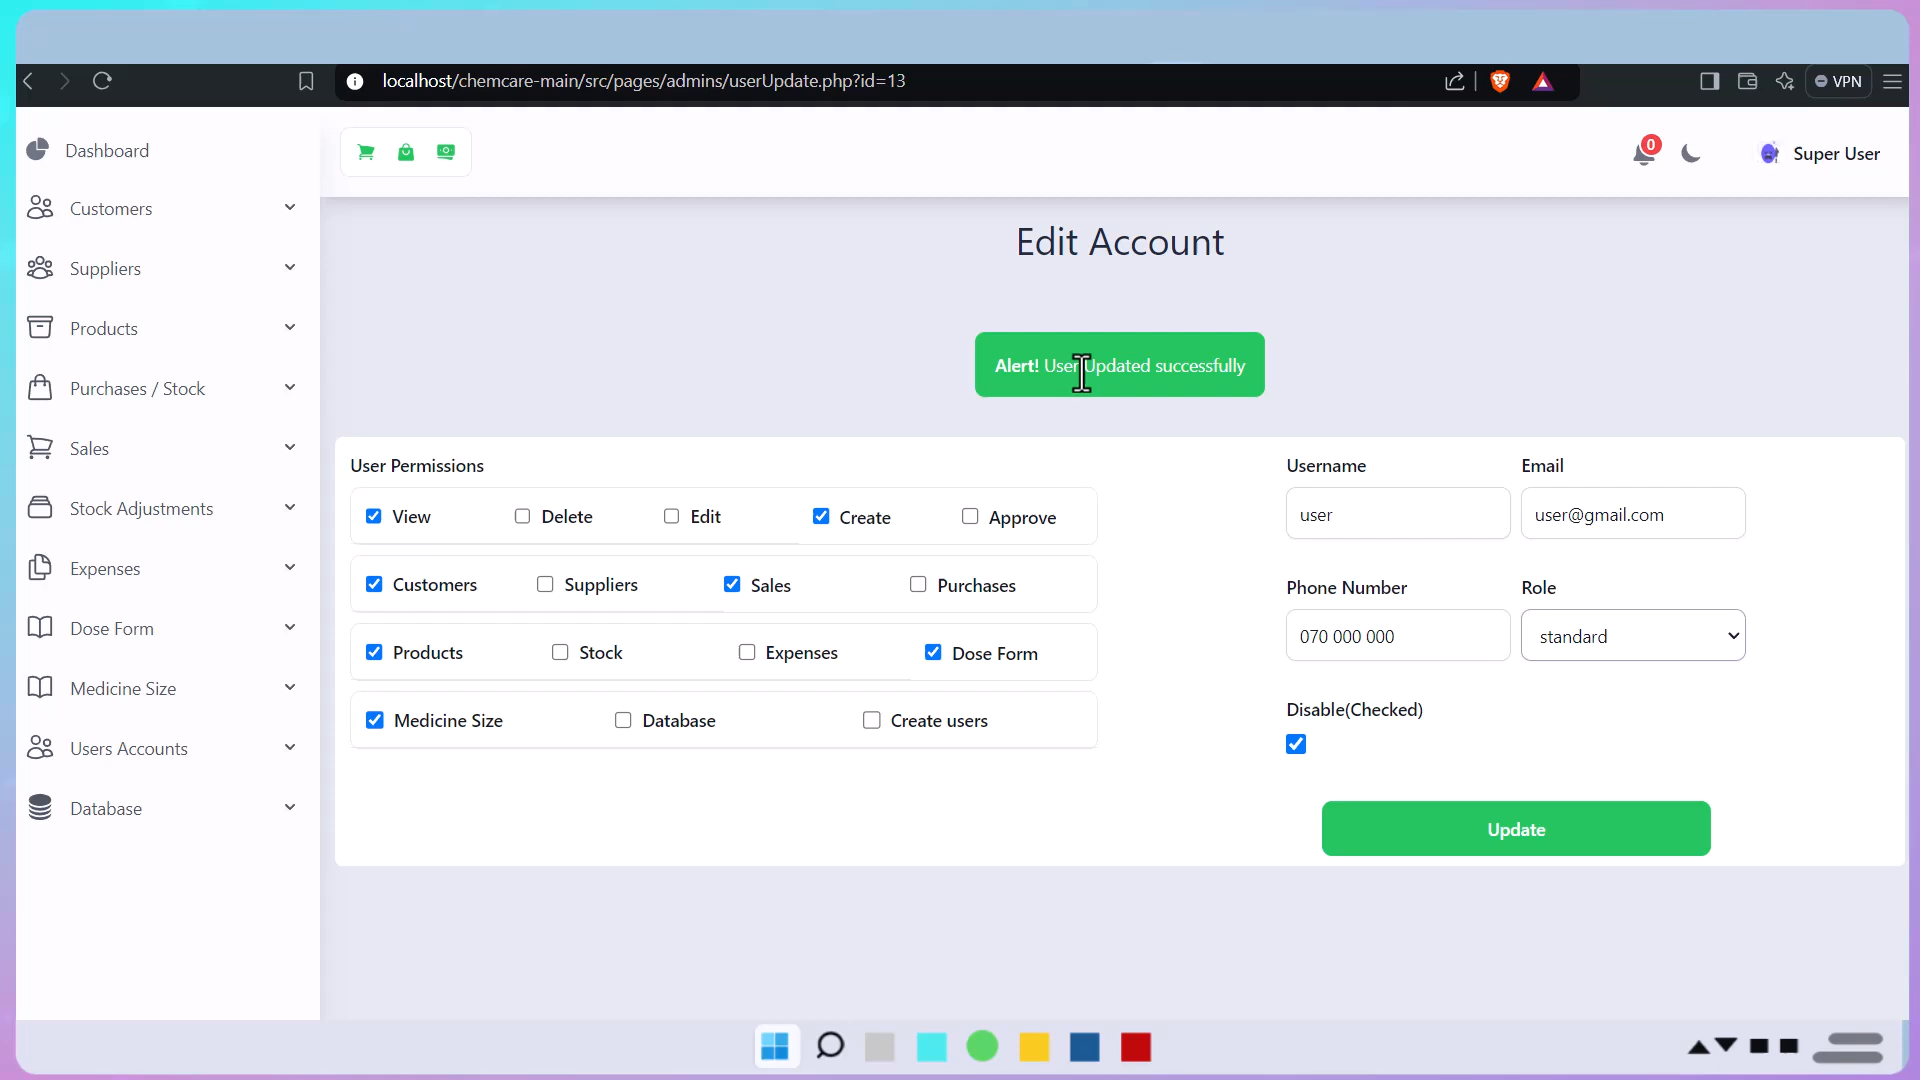 localhost/chemcare-main/src/pages/admins/userUpdate.php?id=13
VPN
Dashboard
Customers
Suppliers
Products
Purchases / Stock
Sales
Stock Adjustments
Expenses
Dose Form
Medicine Size
Users Accounts
Database
0
Super User
Edit Account
Alert! User Updated successfully
User Permissions
View Delete Edit Create Approve
Customers Suppliers Sales Purchases
Products Stock Expenses Dose Form
Medicine Size Database Create users
Username Email
user user@gmail.com
Phone Number Role
070 000 000 standard
Disable(Checked)
Update